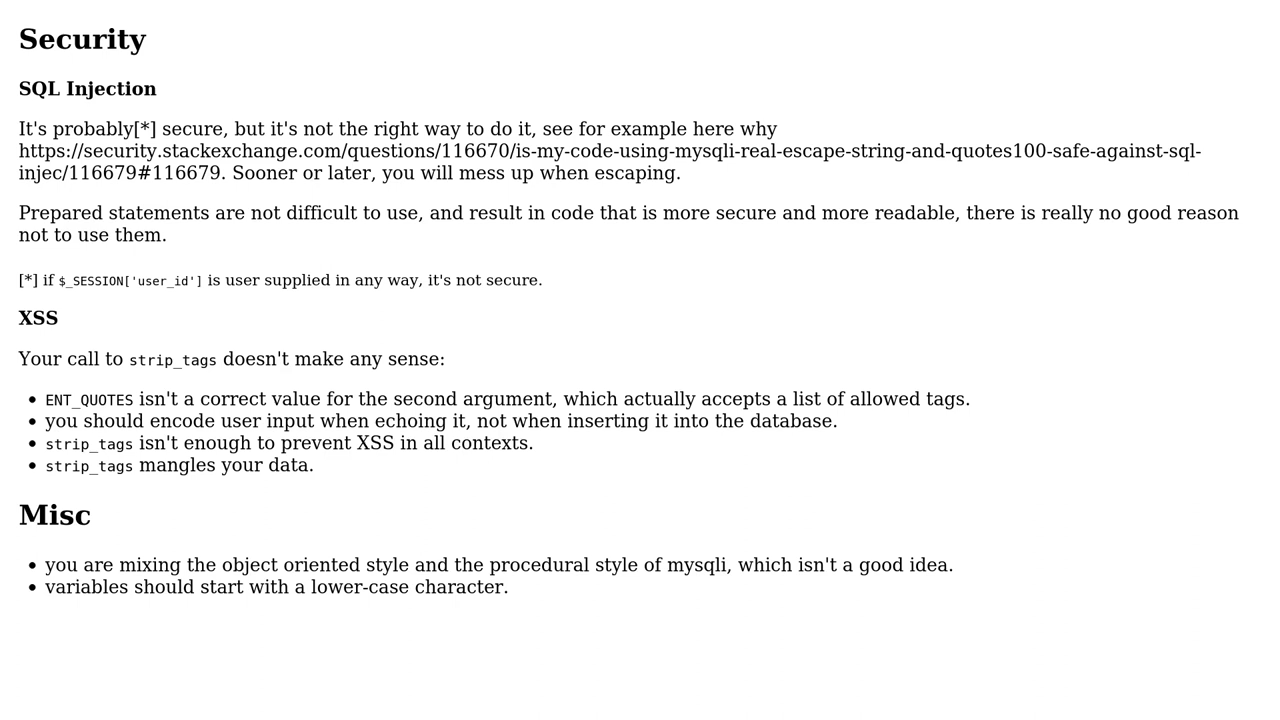 Security
SQL Injection
It's probably[*] secure, but it's not the right way to do it, see for example here why
https://security.stackexchange.com/questions/116670/is-my-code-using-mysqli-real-escape-string-and-quotes100-safe-against-sql-
injec/116679#116679. Sooner or later, you will mess up when escaping.
Prepared statements are not difficult to use, and result in code that is more secure and more readable, there is really no good reason
not to use them.
[*] if $_SESSION['user_id'] is user supplied in any way, it's not secure.
XSS
Your call to strip_tags doesn't make any sense:
• ENT_QUOTES isn't a correct value for the second argument, which actually accepts a list of allowed tags.
• you should encode user input when echoing it, not when inserting it into the database.
• strip_tags isn't enough to prevent XSS in all contexts.
• strip_tags mangles your data.
Misc
• you are mixing the object oriented style and the procedural style of mysqli, which isn't a good idea.
• variables should start with a lower-case character.